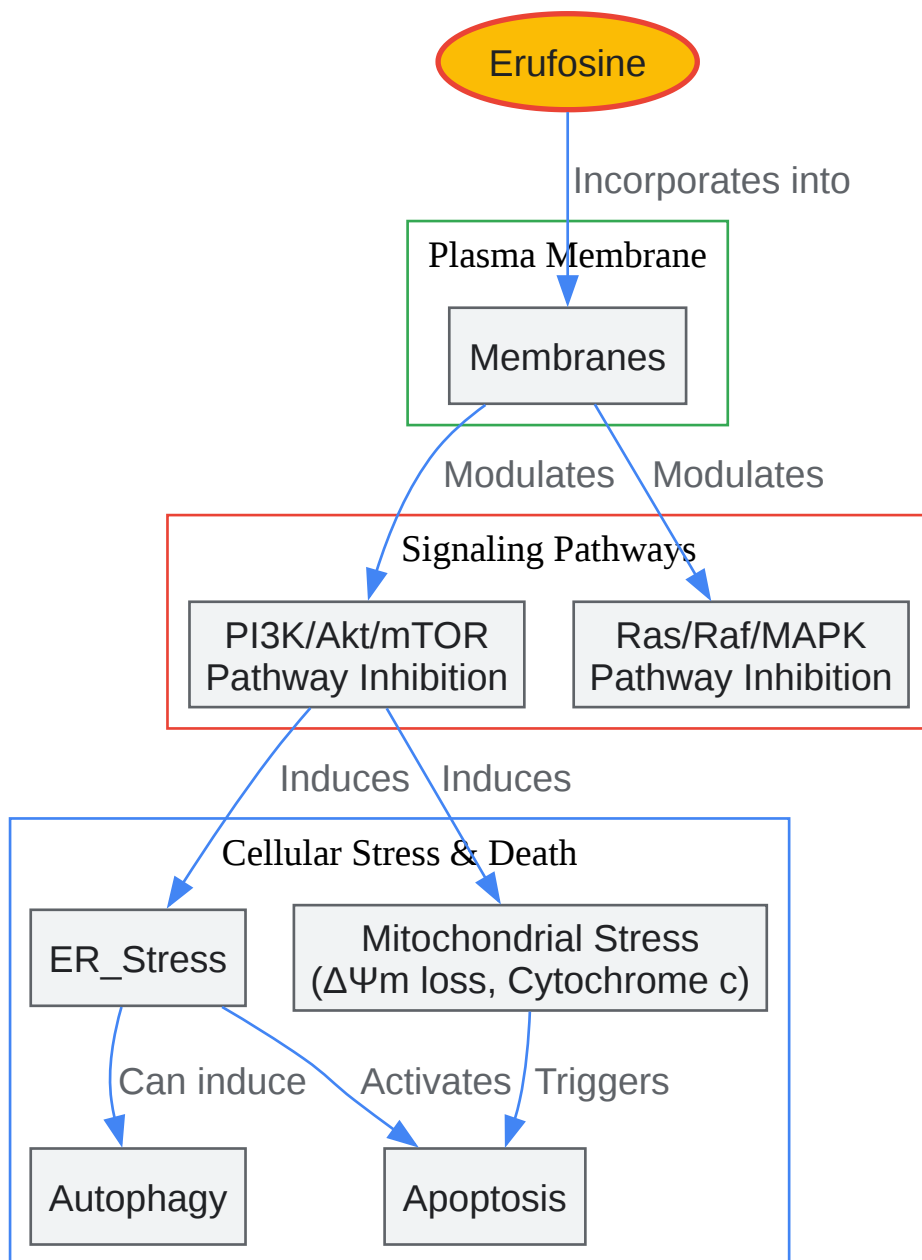 Erufosine
Incorporates into
Plasma Membrane
Membranes
Modulates
Modulates
Signaling Pathways
PI3K/Akt/mTOR
Pathway Inhibition
Ras/Raf/MAPK
Pathway Inhibition
Induces
Induces
Cellular Stress & Death
ER_Stress
Mitochondrial Stress
(ΔΨm loss, Cytochrome c)
Can induce
Activates
Triggers
Autophagy
Apoptosis